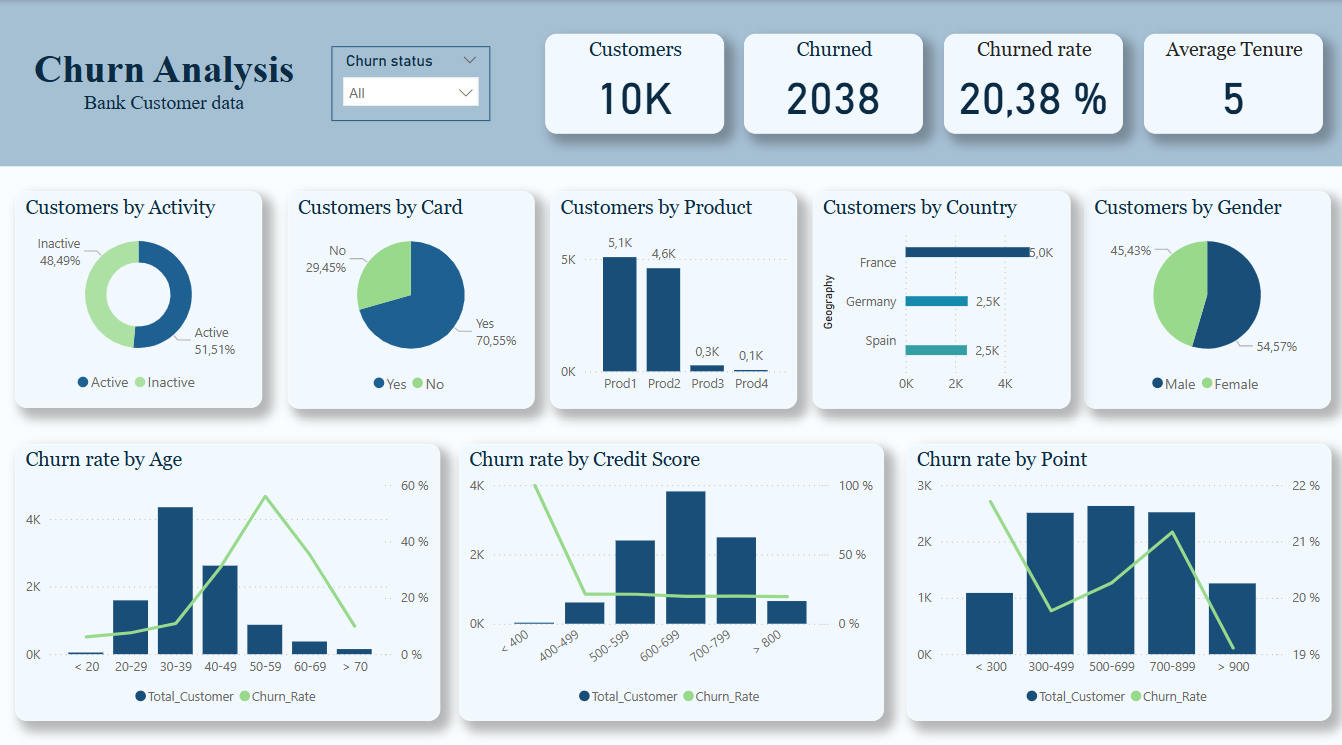 Churn Analysis
Bank Customer data
Churn status
All
Customers
10K
Churned
2038
Churned rate
20,38 %
Average Tenure
5
Customers by Activity
Inactive
48,49%
Active
51,51%
Active Inactive
Customers by Card
No
29,45%
Yes
70,55%
Yes No
Customers by Product
5,1K
4,6K
5K
0,3K
0,1K
0K
Prod1 Prod2 Prod3 Prod4
Customers by Country
Geography
France
5,0K
Germany
2,5K
Spain
2,5K
0K 2K 4K
Customers by Gender
45,43%
54,57%
Male Female
Churn rate by Age
60 %
4K
40 %
2K
20 %
0K
0 %
< 20 20-29 30-39 40-49 50-59 60-69 > 70
Total_Customer Churn_Rate
Churn rate by Credit Score
4K
100 %
2K
50 %
0K
0 %
< 400 400-499 500-599 600-699 700-799 > 800
Total_Customer Churn_Rate
Churn rate by Point
3K
22 %
2K
21 %
1K
20 %
0K
19 %
< 300 300-499 500-699 700-899 > 900
Total_Customer Churn_Rate